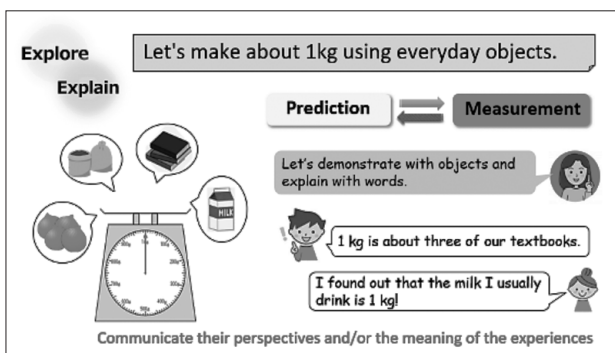 Explore
Explain
Let's make about 1kg using everyday objects.
Prediction
Measurement
Let's demonstrate with objects and
explain with words.
MILK
1 kg is about three of our textbooks.
I found out that the milk I usually
drink is 1 kg!
Communicate their perspectives and/or the meaning of the experiences